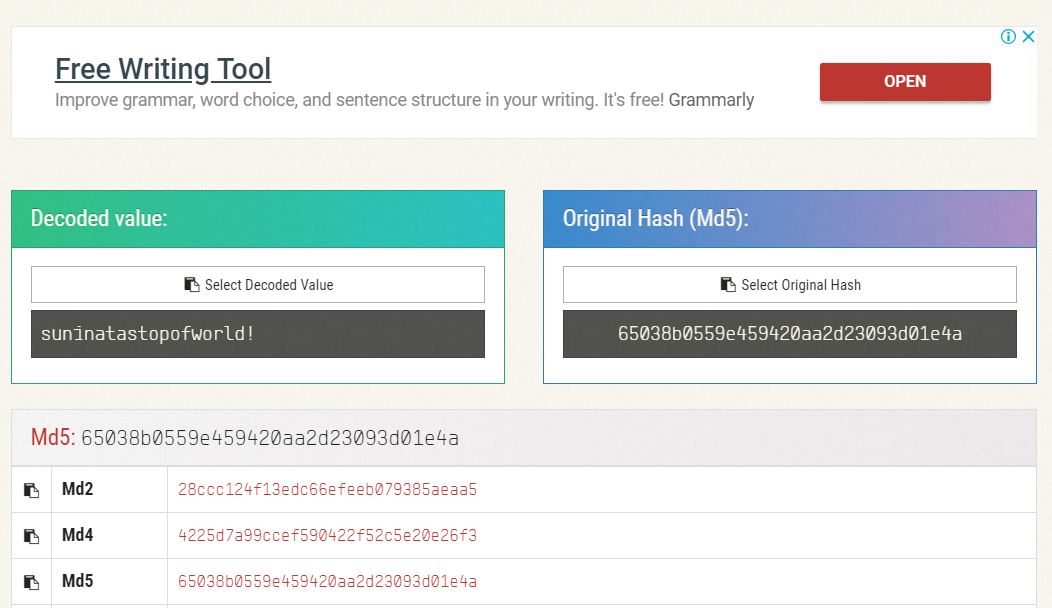 Free Writing Tool
Improve grammar, word choice, and sentence structure in your writing. It's free! Grammarly
OPEN
Decoded value:
Select Decoded Value
suninatastopofworld!
Original Hash (Md5):
Select Original Hash
65038b0559e459420aa2d23093d01e4a
Md5: 65038b0559e459420aa2d23093d01e4a
Md2 28ccc124f13edc66efeeb079385aeaa5
Md4 4225d7a99ccef590422f52c5e20e26f3
Md5 65038b0559e459420aa2d23093d01e4a